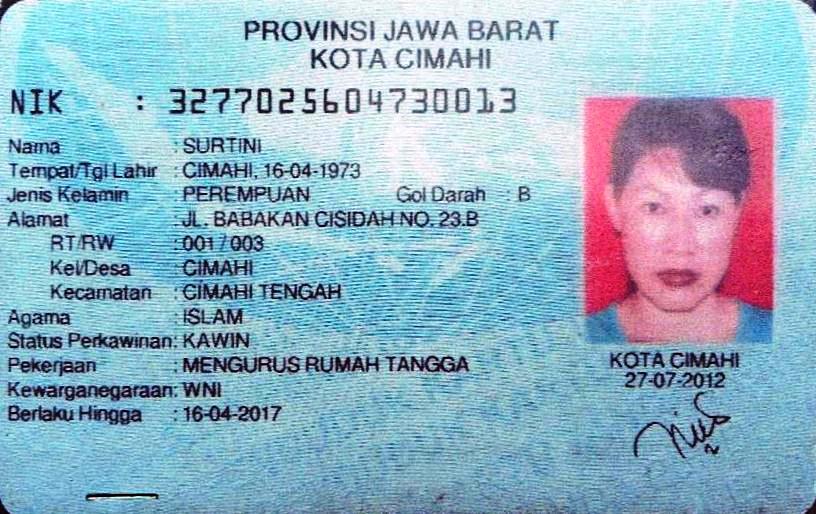 PROVINSI JAWA BARAT
KOTA CIMAHI
NIK : 3277025604730013
Nama : SURTINI
Tempat/Tgl Lahir : CIMAHI, 16-04-1973
Jenis Kelamin : PEREMPUAN Gol Darah : B
Alamat : JL. BABAKAN CISIDAH NO. 23.B
RT/RW : 001 / 003
Kel/Desa : CIMAHI
Kecamatan : CIMAHI TENGAH
Agama : ISLAM
Status Perkawinan: KAWIN
Pekerjaan : MENGURUS RUMAH TANGGA
Kewarganegaraan: WNI
Berlaku Hingga : 16-04-2017
KOTA CIMAHI
27-07-2012